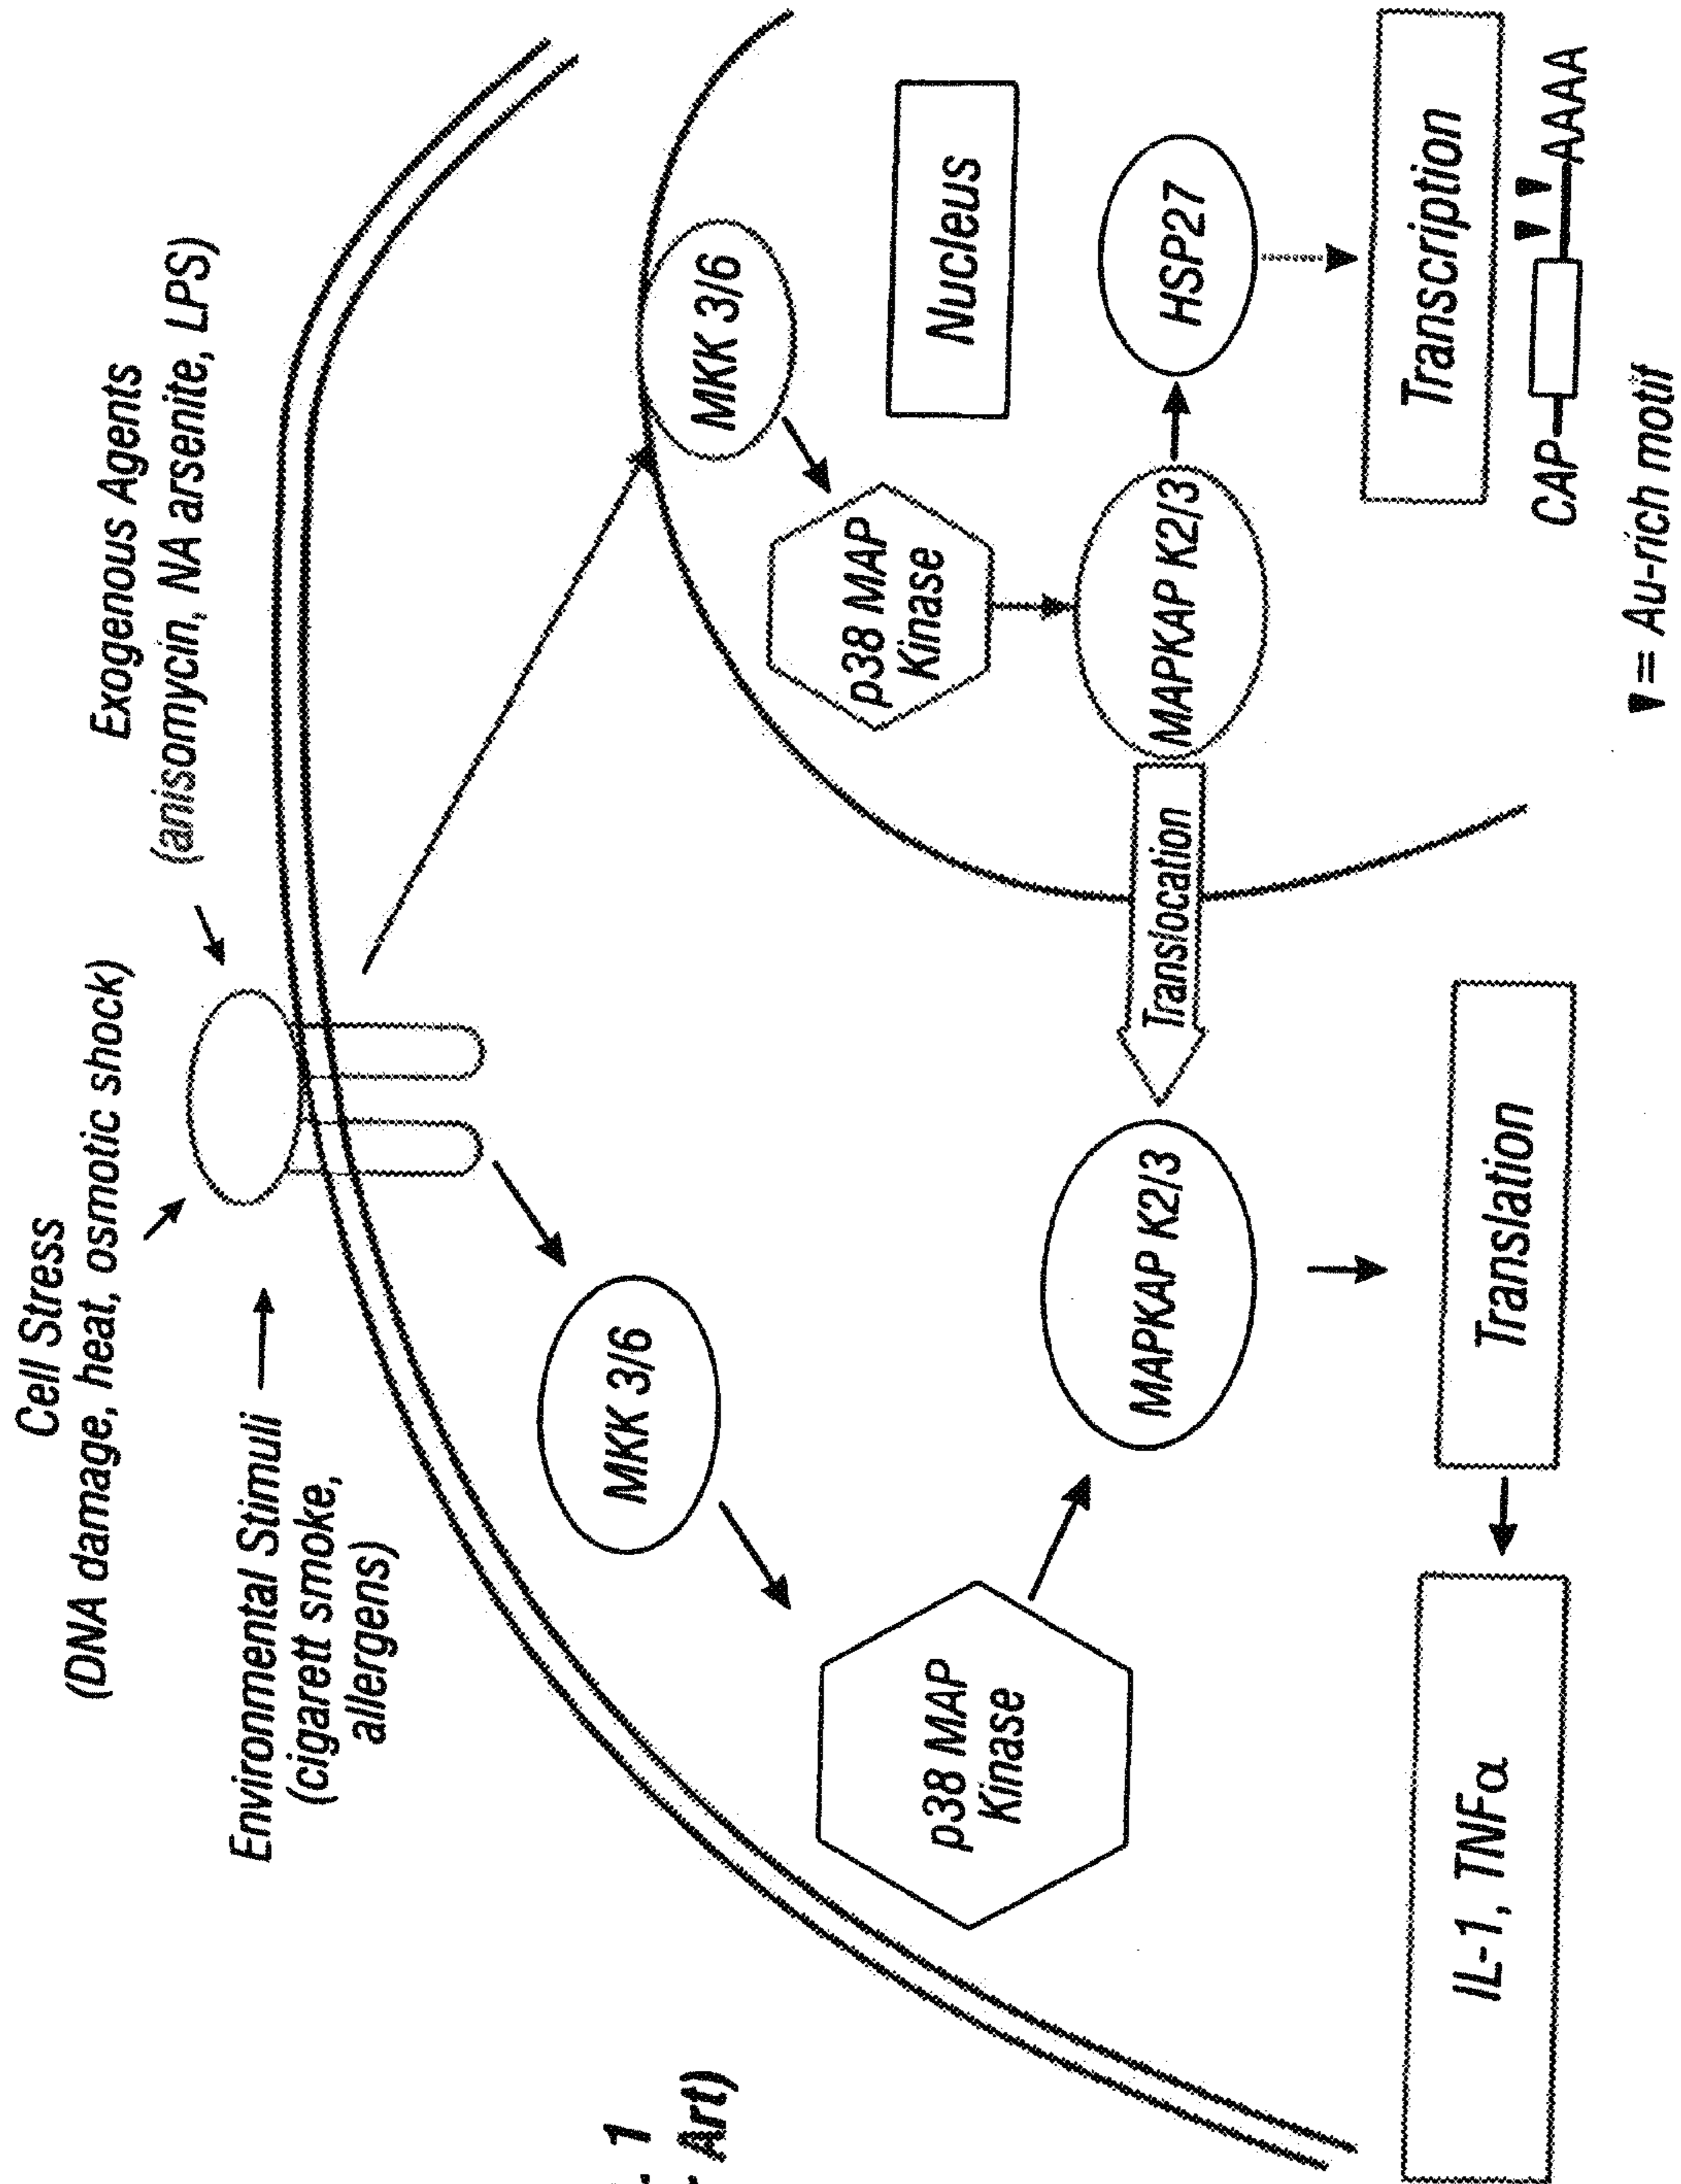 Cell Stress
(DNA damage, heat, osmotic shock)
Exogenous Agents
(anisomycin, NA arsenite, LPS)
Environmental Stimuli
(cigarett smoke,
allergens)
1
Art)
MKK 3/6
MKK 3/6
p38 MAP
Kinase
p38 MAP
Kinase
Nucleus
MAPKAP K2/3
Translocation
MAPKAP K2/3
HSP27
IL-1, TNFα
Translation
Transcription
CAP
AAAA
= Au-rich motif